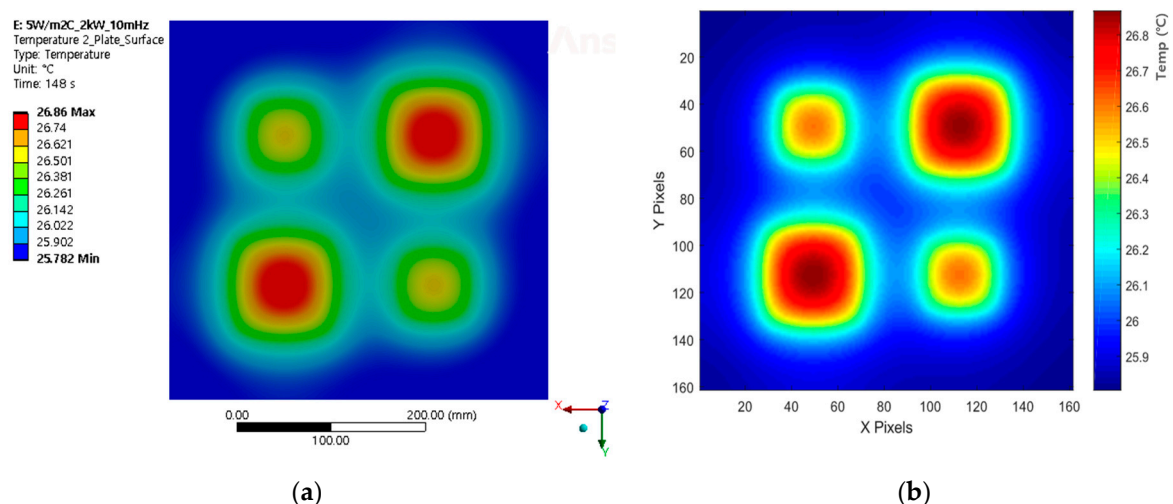 E: 5W/m2C_2kW_10mHz
Temperature 2_Plate_Surface
Type: Temperature
Unit: °C
Time: 148 s
26.86 Max
26.74
26.621
26.501
26.381
26.261
26.142
26.022
25.902
25.782 Min
Ans
0.00
200.00 (mm)
100.00
X
Z
Y
(a)
20
40
60
80
100
120
140
160
Y Pixels
20
40
60
80
100
120
140
160
X Pixels
26.8
26.7
26.6
26.5
26.4
26.3
26.2
26.1
26
25.9
Temp (°C)
(b)